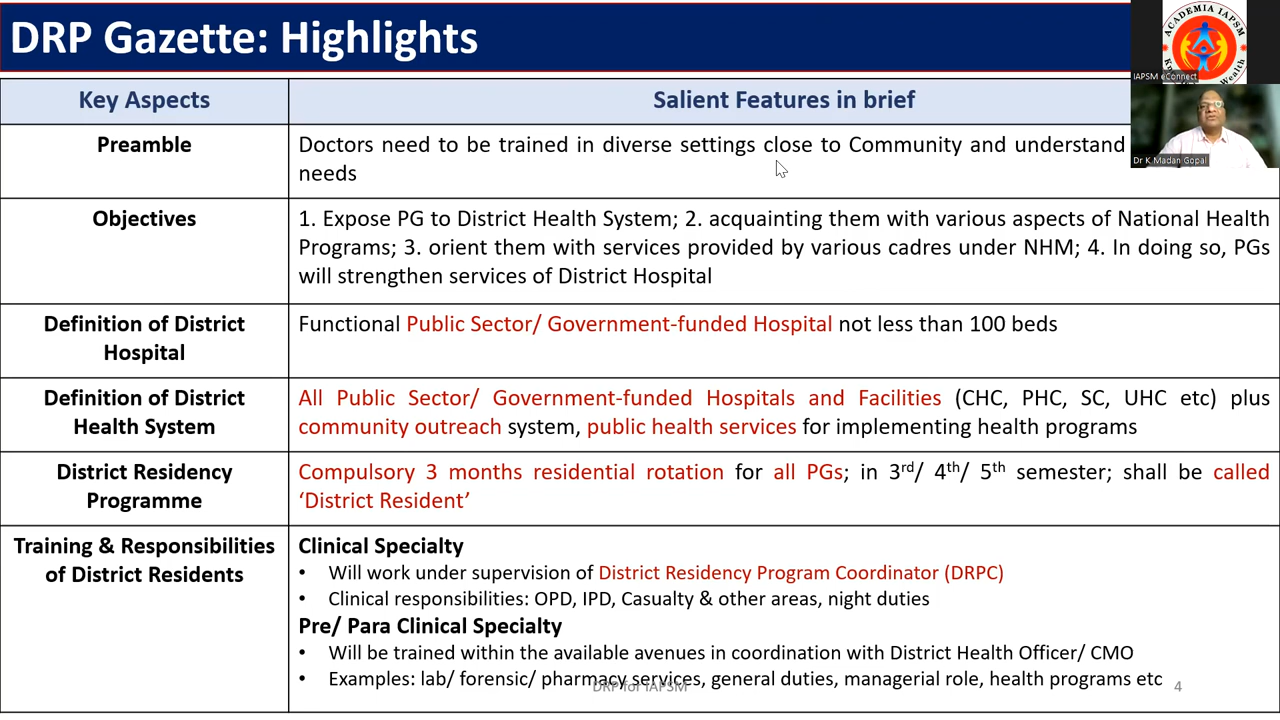 DRP Gazette: Highlights
ACADEMIA IAPSM
IAPSM eConnect
Wealth
Dr K Madan Gopal
Key Aspects
Salient Features in brief
Preamble
Doctors need to be trained in diverse settings close to Community and understand
needs
Objectives
1. Expose PG to District Health System; 2. acquainting them with various aspects of National Health
Programs; 3. orient them with services provided by various cadres under NHM; 4. In doing so, PGs
will strengthen services of District Hospital
Definition of District
Hospital
Functional Public Sector/ Government-funded Hospital not less than 100 beds
Definition of District
Health System
All Public Sector/ Government-funded Hospitals and Facilities (CHC, PHC, SC, UHC etc) plus
community outreach system, public health services for implementing health programs
District Residency
Programme
Compulsory 3 months residential rotation for all PGs; in 3rd/ 4th/ 5th semester; shall be called
‘District Resident’
Training & Responsibilities
of District Residents
Clinical Specialty
• Will work under supervision of District Residency Program Coordinator (DRPC)
• Clinical responsibilities: OPD, IPD, Casualty & other areas, night duties
Pre/ Para Clinical Specialty
• Will be trained within the available avenues in coordination with District Health Officer/ CMO
• Examples: lab/ forensic/ pharmacy services, general duties, managerial role, health programs etc
DRP for IAPSM
4